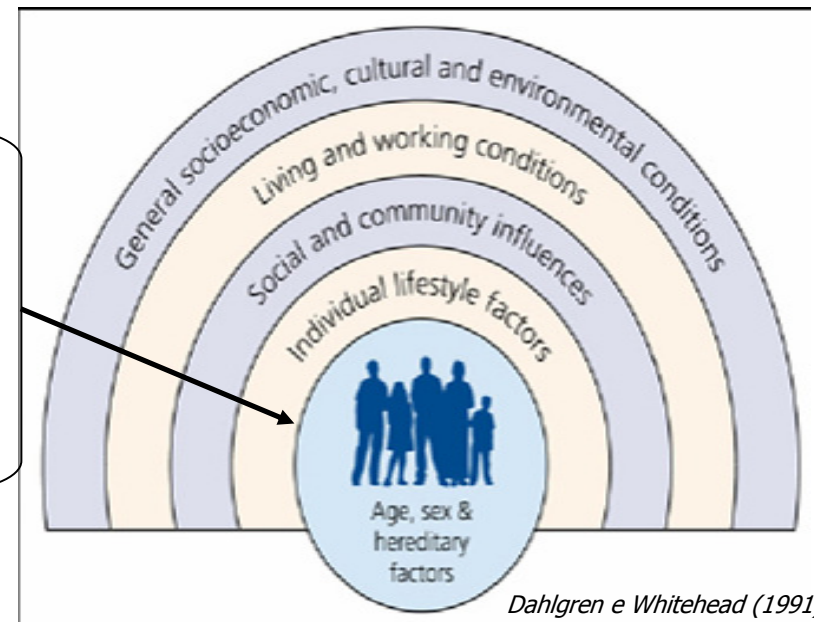 General socioeconomic, cultural and environmental conditions
Living and working conditions
Social and community influences
Individual lifestyle factors
Age, sex &
hereditary
factors
Dahlgren e Whitehead (1991)